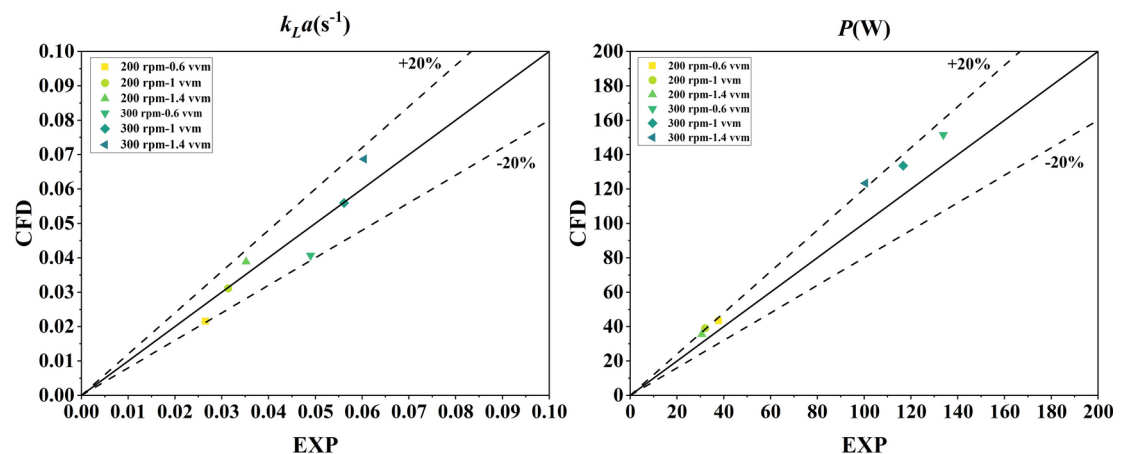 k_L a(s⁻¹)
0.10
0.09
0.08
0.07
0.06
0.05
0.04
0.03
0.02
0.01
0.00
CFD
200 rpm-0.6 vvm
200 rpm-1 vvm
200 rpm-1.4 vvm
300 rpm-0.6 vvm
300 rpm-1 vvm
300 rpm-1.4 vvm
+20%
-20%
0.00 0.01 0.02 0.03 0.04 0.05 0.06 0.07 0.08 0.09 0.10
EXP
P(W)
200
180
160
140
120
100
80
60
40
20
0
CFD
200 rpm-0.6 vvm
200 rpm-1 vvm
200 rpm-1.4 vvm
300 rpm-0.6 vvm
300 rpm-1 vvm
300 rpm-1.4 vvm
+20%
-20%
0 20 40 60 80 100 120 140 160 180 200
EXP